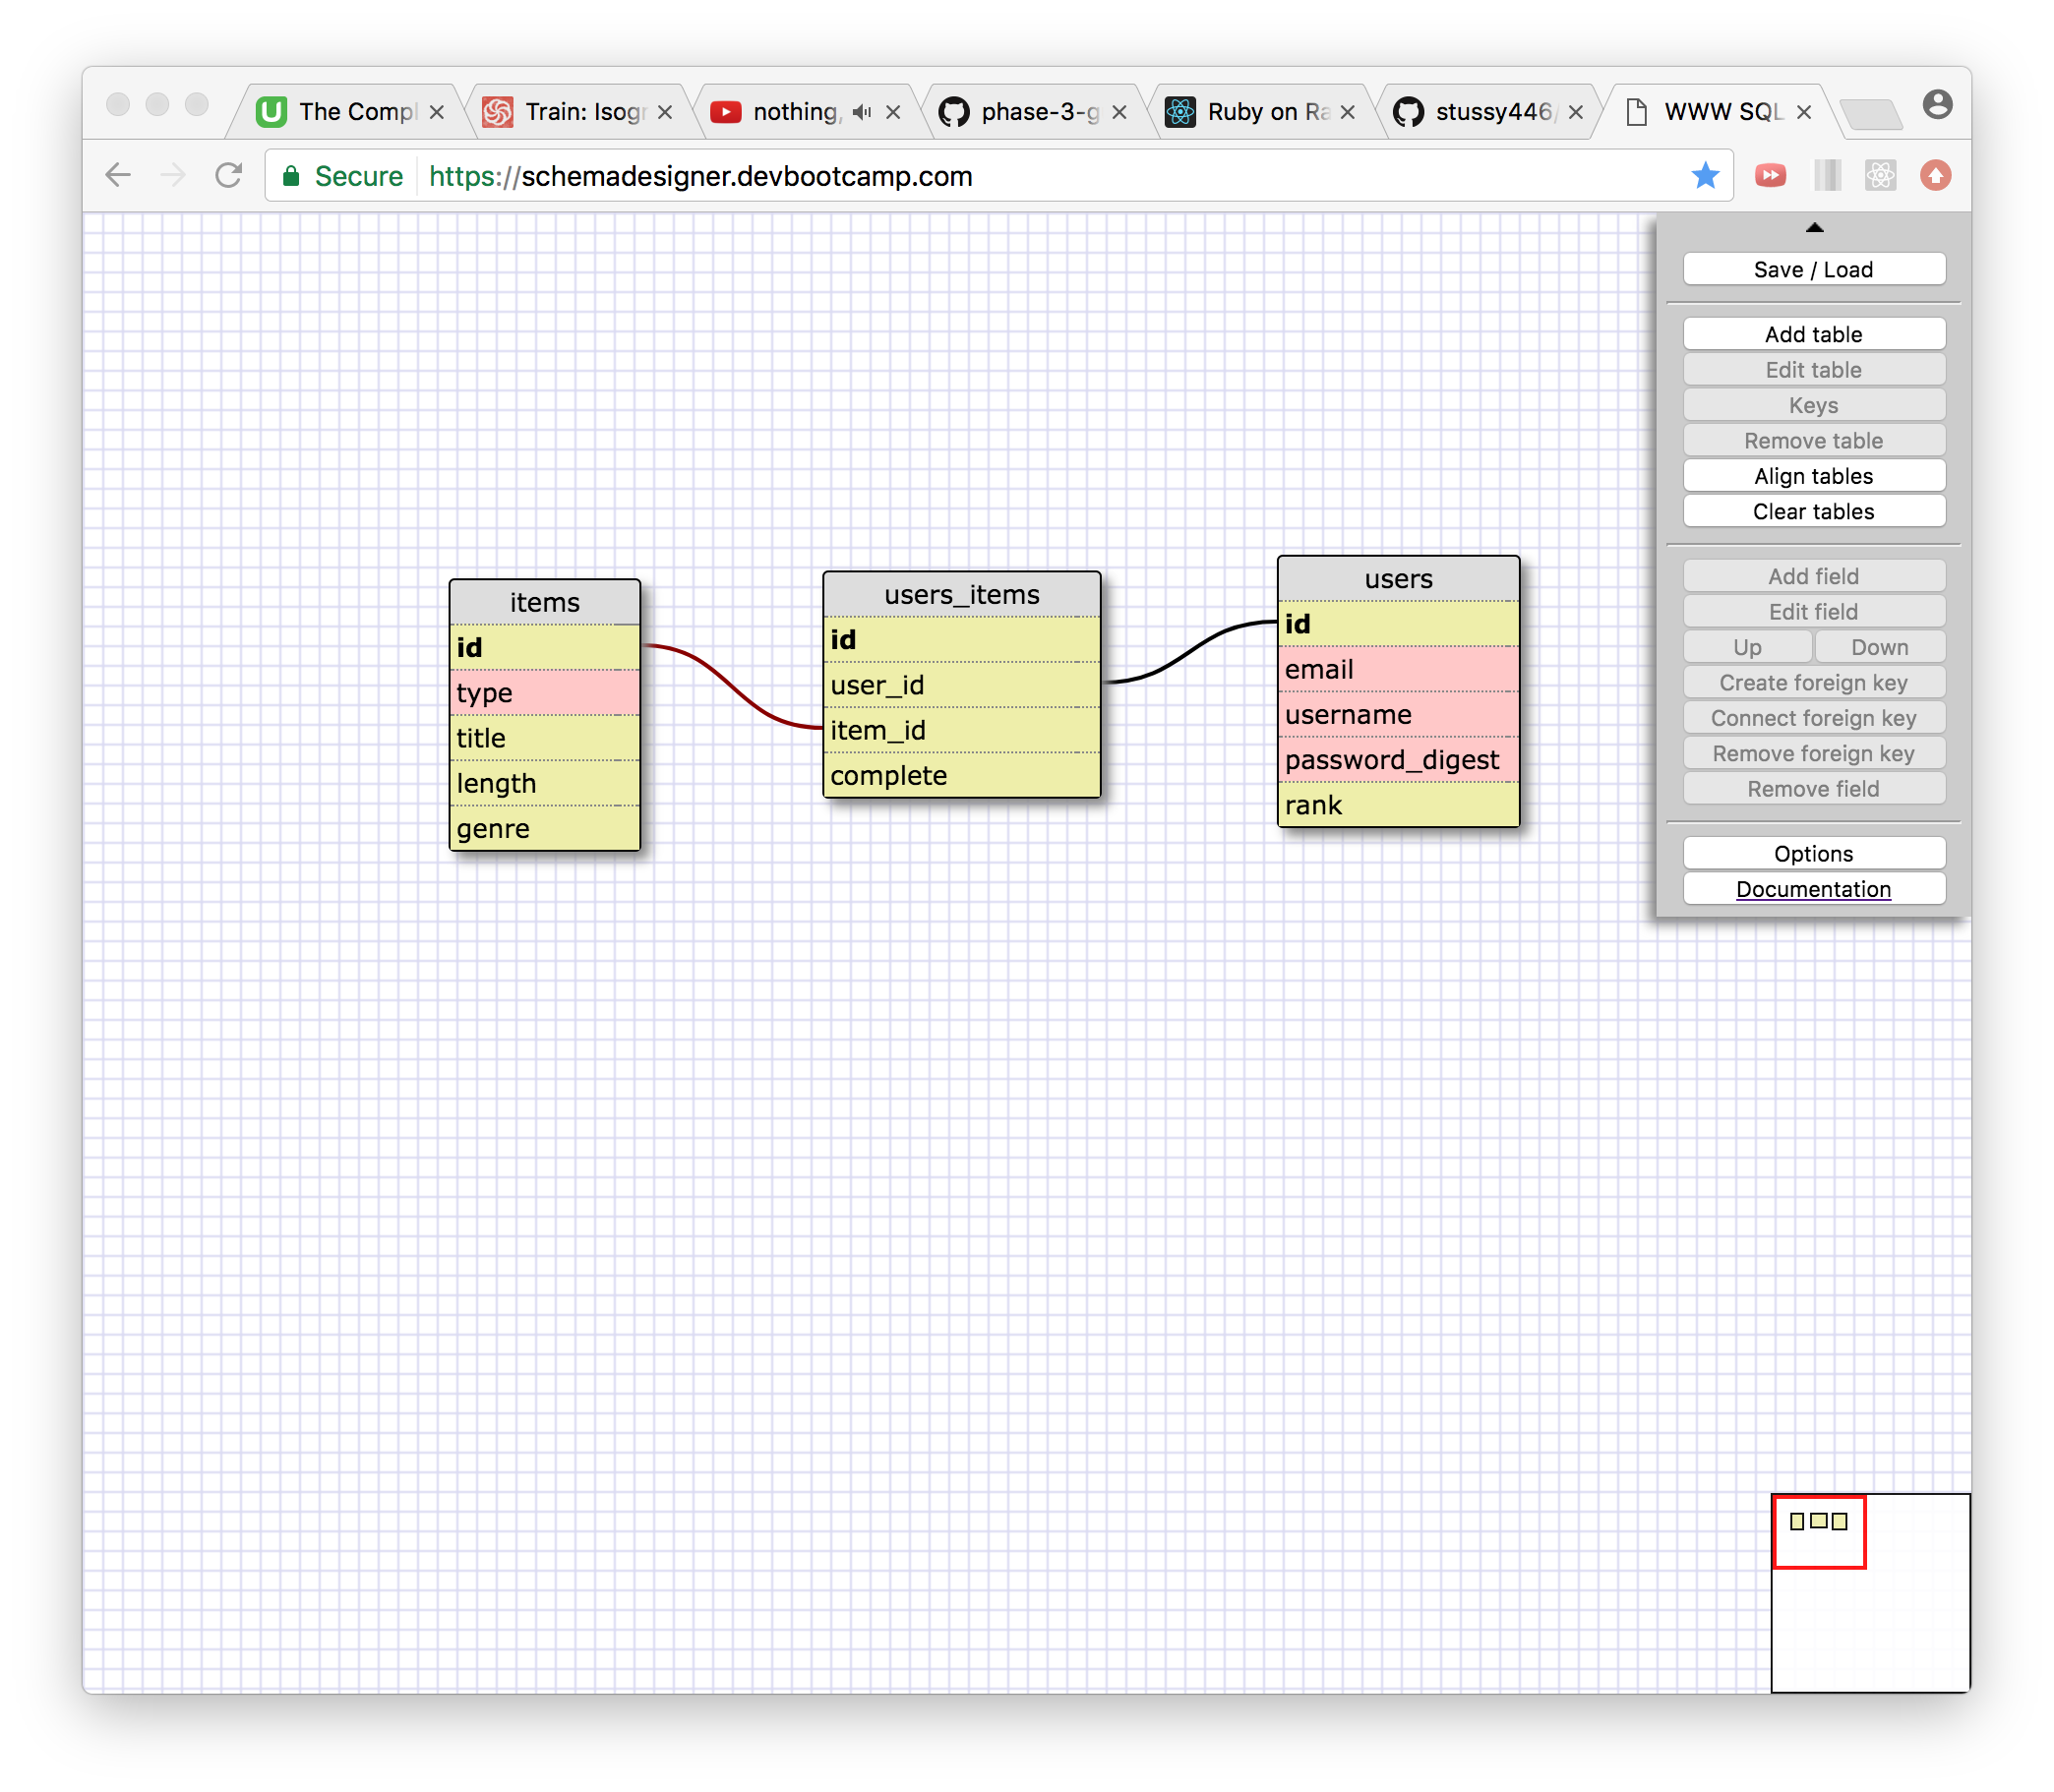 The Compl
Train: Isogr
nothing,
phase-3-g
Ruby on Ra
stussy446/
WWW SQL
Secure
https://schemadesigner.devbootcamp.com
Save / Load
Add table
Edit table
Keys
Remove table
Align tables
Clear tables
Add field
Edit field
Up Down
Create foreign key
Connect foreign key
Remove foreign key
Remove field
Options
Documentation
items
id
type
title
length
genre
users_items
id
user_id
item_id
complete
users
id
email
username
password_digest
rank